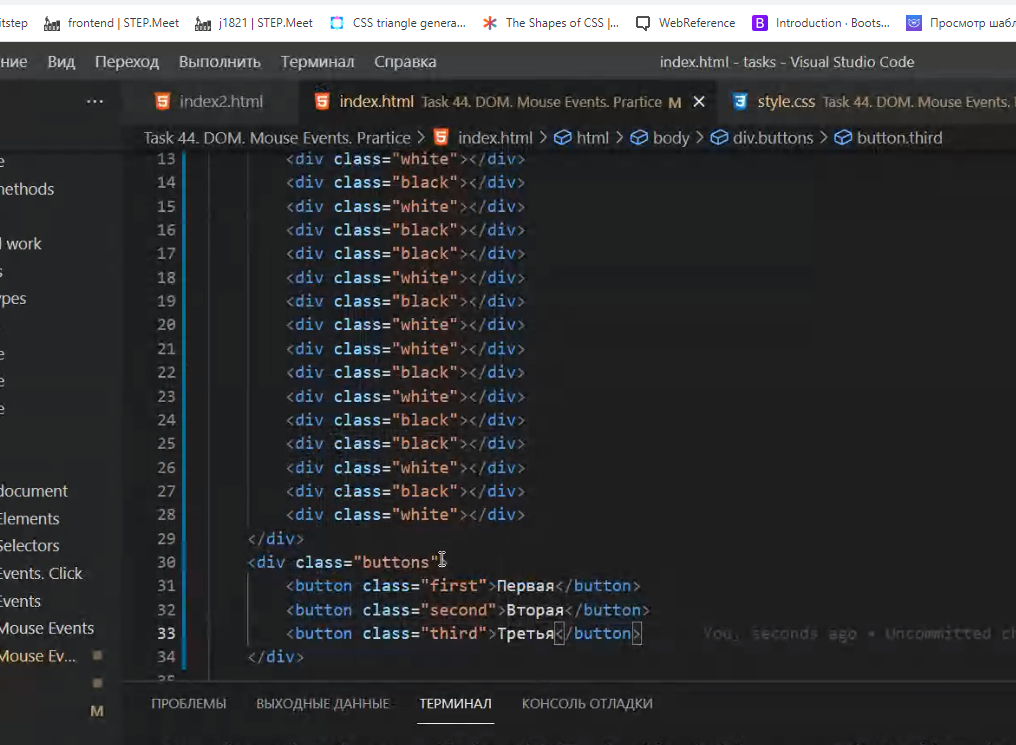 itstep frontend | STEP.Meet j1821 | STEP.Meet CSS triangle genera... The Shapes of CSS |... WebReference Introduction · Boots... Просмотр шабл
ние Вид Переход Выполнить Терминал Справка index.html - tasks - Visual Studio Code
... index2.html index.html Task 44. DOM. Mouse Events. Prartice M style.css Task 44. DOM. Mouse Events.
Task 44. DOM. Mouse Events. Prartice > index.html > html > body > div.buttons > button.third
13 <div class="white"></div>
14 <div class="black"></div>
15 <div class="white"></div>
16 <div class="black"></div>
17 <div class="black"></div>
18 <div class="white"></div>
19 <div class="black"></div>
20 <div class="white"></div>
21 <div class="white"></div>
22 <div class="black"></div>
23 <div class="white"></div>
24 <div class="black"></div>
25 <div class="black"></div>
26 <div class="white"></div>
27 <div class="black"></div>
28 <div class="white"></div>
29 </div>
30 <div class="buttons"
31 <button class="first">Первая</button>
32 <button class="second">Вторая</button>
33 <button class="third">Третья</button> You, seconds ago • Uncommitted ch
34 </div>
35
e
nethods
l work
s
ypes
e
e
e
document
Elements
Selectors
Events. Click
Events
Mouse Events
Mouse Ev...
M
ПРОБЛЕМЫ ВЫХОДНЫЕ ДАННЫЕ ТЕРМИНАЛ КОНСОЛЬ ОТЛАДКИ